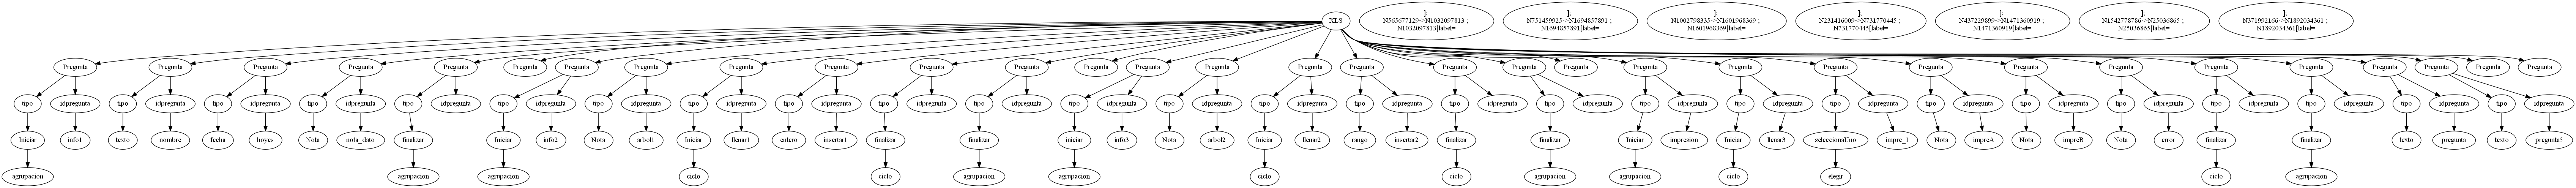 XLS
];
N565677129->N1032097813 ;
N1032097813[label=
];
N751459925->N1694857891 ;
N1694857891[label=
];
N1002798335->N1601968369 ;
N1601968369[label=
];
N231416009->N731770445 ;
N731770445[label=
];
N437229899->N1471360919 ;
N1471360919[label=
];
N1542778786->N25036865 ;
N25036865[label=
];
N371992166->N1892034361 ;
N1892034361[label=
Pregunta Pregunta Pregunta Pregunta Pregunta Pregunta Pregunta Pregunta Pregunta Pregunta Pregunta Pregunta Pregunta Pregunta Pregunta Pregunta Pregunta Pregunta Pregunta Pregunta Pregunta Pregunta Pregunta Pregunta Pregunta Pregunta Pregunta Pregunta Pregunta Pregunta Pregunta Pregunta
tipo idpregunta tipo idpregunta tipo idpregunta tipo idpregunta tipo idpregunta tipo idpregunta tipo idpregunta tipo idpregunta tipo idpregunta tipo idpregunta tipo idpregunta tipo idpregunta tipo idpregunta tipo idpregunta tipo idpregunta tipo idpregunta tipo idpregunta tipo idpregunta tipo idpregunta tipo idpregunta tipo idpregunta tipo idpregunta tipo idpregunta tipo idpregunta tipo idpregunta tipo idpregunta tipo idpregunta
Iniciar info1 texto nombre fecha hoyes Nota nota_dato finalizar Iniciar info2 Nota arbol1 Iniciar llenar1 entero insertar1 finalizar finalizar iniciar info3 Nota arbol2 Iniciar llenar2 rango insertar2 finalizar finalizar Iniciar impresion Iniciar llenar3 seleccionaUno impre_1 Nota impreA Nota impreB Nota error finalizar finalizar texto pregunta texto pregunta5
agrupacion agrupacion agrupacion ciclo ciclo agrupacion agrupacion ciclo ciclo agrupacion agrupacion ciclo elegir ciclo agrupacion